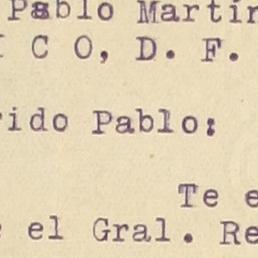 Pablo Martín
I C O, D. F.
rido Pablo:
Te e
el Gral. Re